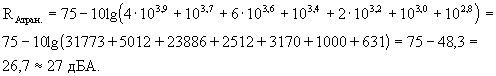 R Aтран. = 75 − 10lg(4·10^3,9 + 10^3,7 + 6·10^3,6 + 10^3,4 + 2·10^3,2 + 10^3,0 + 10^2,8) =
75 − 10lg(31773 + 5012 + 23886 + 2512 + 3170 + 1000 + 631) = 75 − 48,3 =
26,7 ≈ 27 дБА.